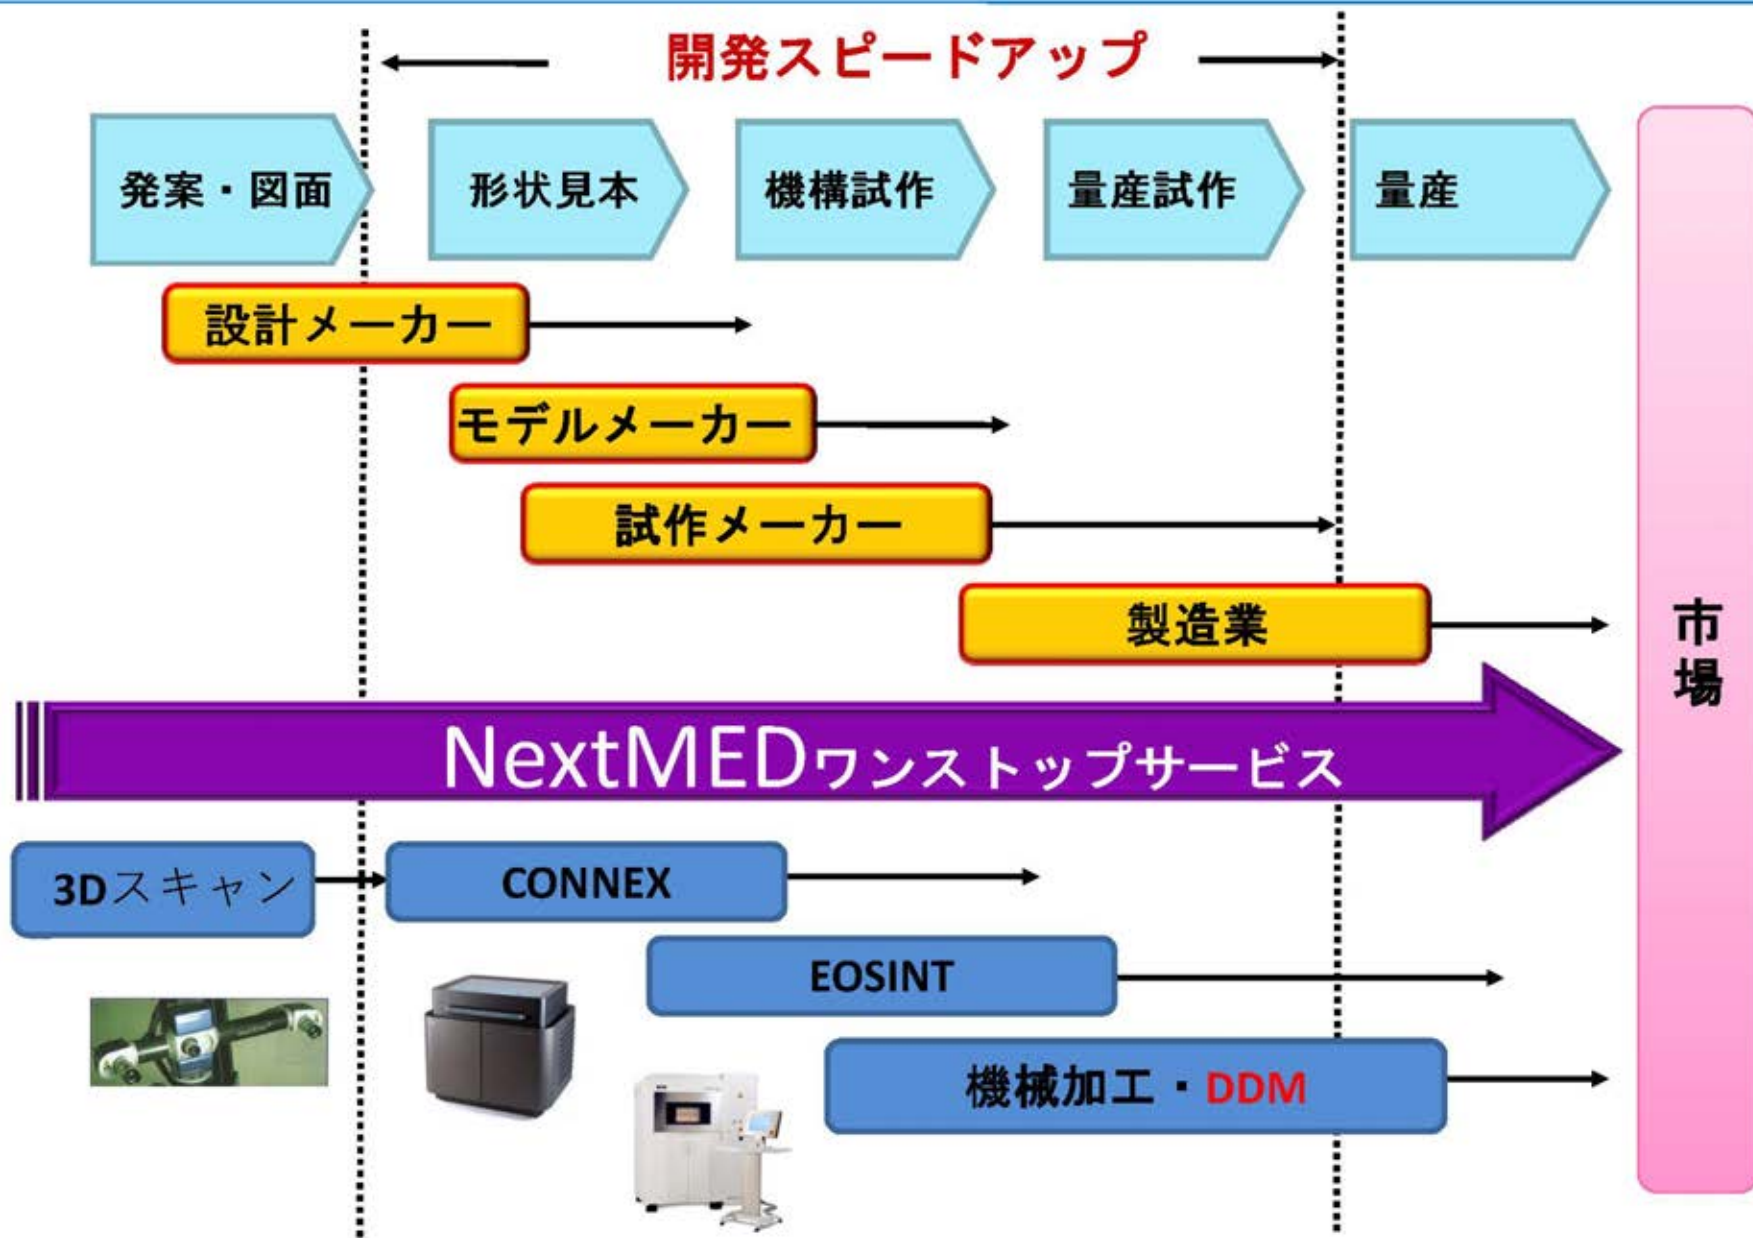 開発スピードアップ
発案・図面
形状見本
機構試作
量産試作
量産
設計メーカー
モデルメーカー
試作メーカー
製造業
市場
NextMEDワンストップサービス
3Dスキャン
CONNEX
EOSINT
機械加工・DDM